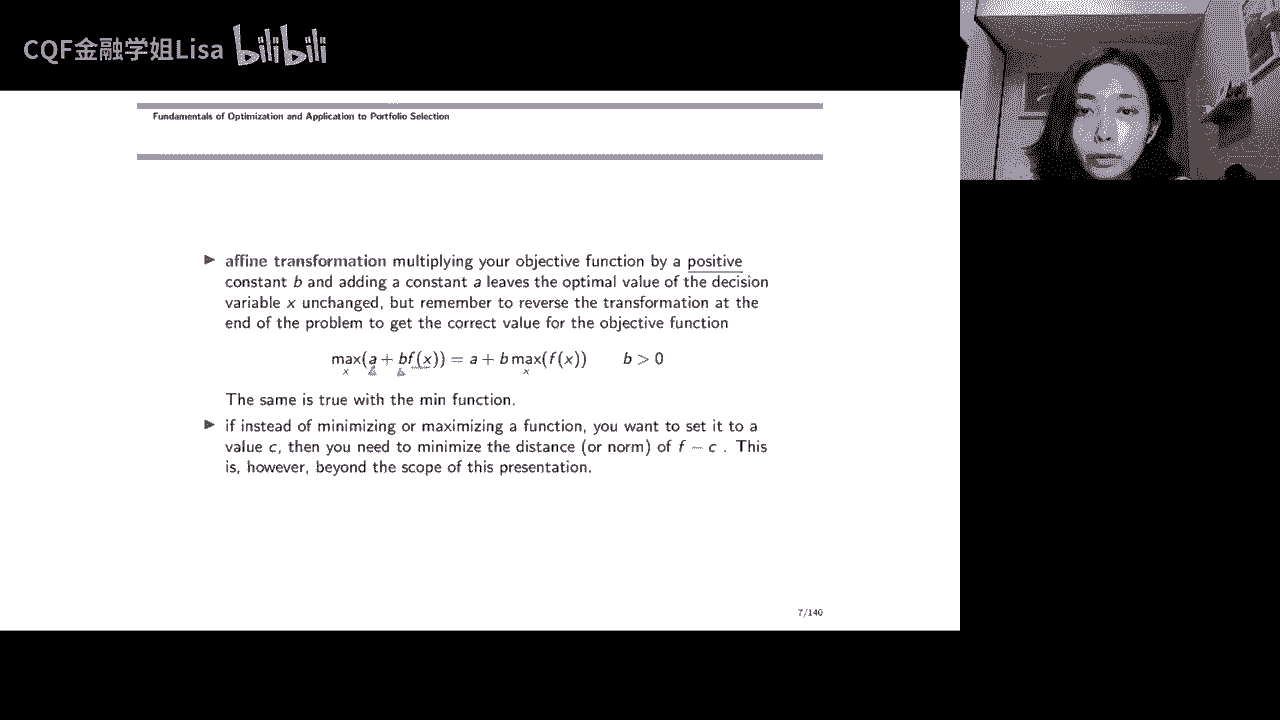 CQF金融学姐Lisa bilibili
Fundamentals of Optimization and Application to Portfolio Selection
▶ affine transformation multiplying your objective function by a positive
constant b and adding a constant a leaves the optimal value of the decision
variable x unchanged, but remember to reverse the transformation at the
end of the problem to get the correct value for the objective function
max(a + bf(x)) = a + b max(f(x)) b > 0
x x
The same is true with the min function.
▶ if instead of minimizing or maximizing a function, you want to set it to a
value c, then you need to minimize the distance (or norm) of f − c . This
is, however, beyond the scope of this presentation.
7/140